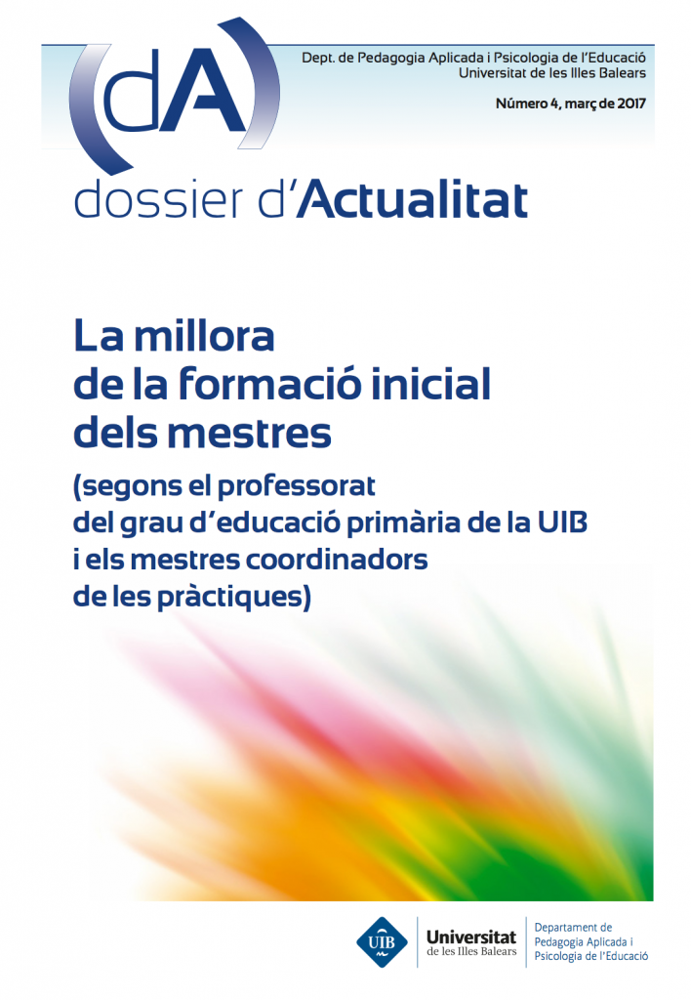 (dA)
Dept. de Pedagogia Aplicada i Psicologia de l'Educació
Universitat de les Illes Balears
Número 4, març de 2017
dossier d'Actualitat
La millora
de la formació inicial
dels mestres
(segons el professorat
del grau d'educació primària de la UIB
i els mestres coordinadors
de les pràctiques)
UIB
Universitat
de les Illes Balears
Departament de
Pedagogia Aplicada i
Psicologia de l'Educació